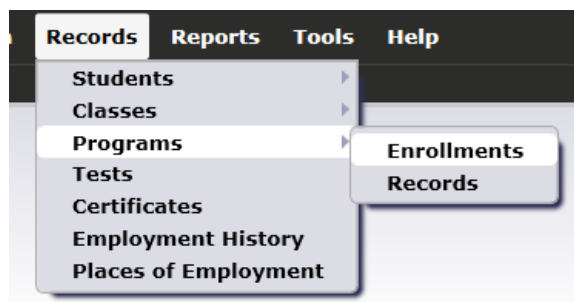 Records Reports Tools Help
Students
Classes
Programs
Tests
Certificates
Employment History
Places of Employment
Enrollments
Records